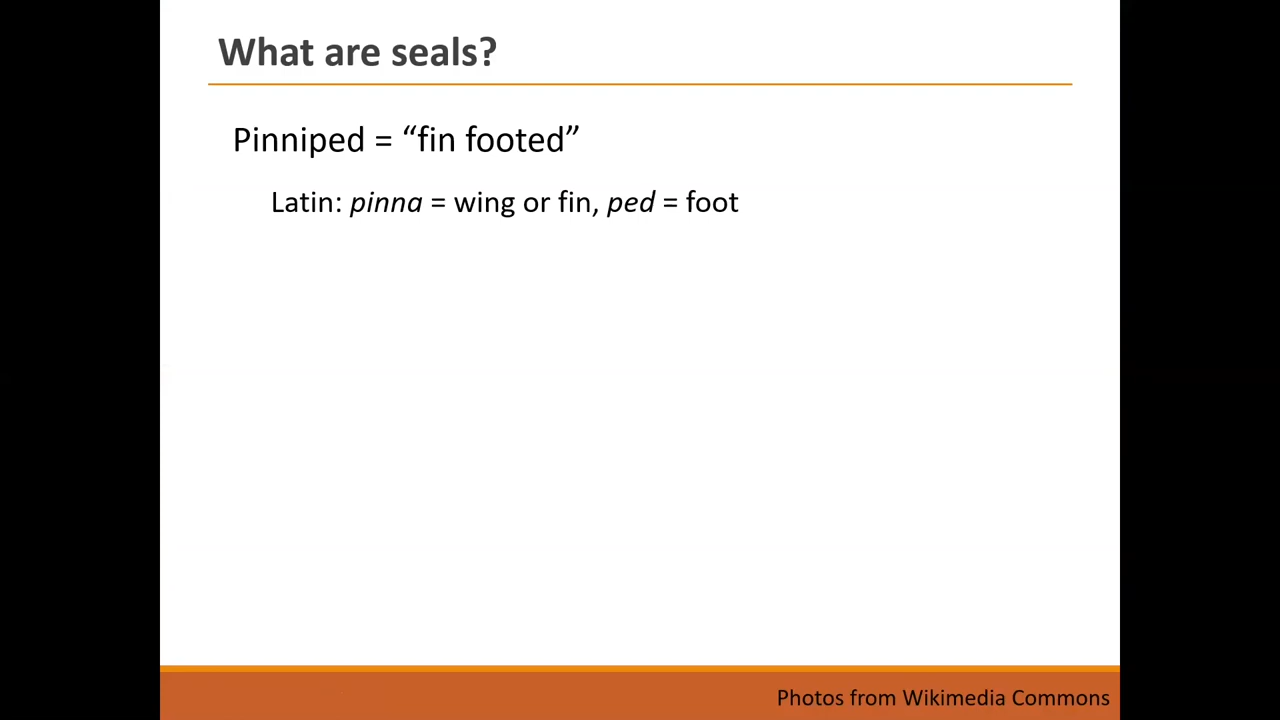 What are seals?
Pinniped = “fin footed”
Latin: pinna = wing or fin, ped = foot
Photos from Wikimedia Commons